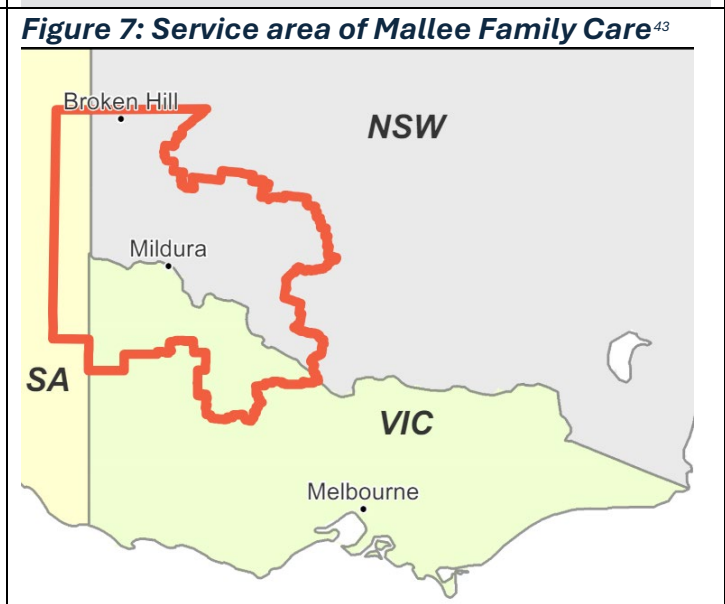 Figure 7: Service area of Mallee Family Care43
Broken Hill
NSW
Mildura
SA
VIC
Melbourne